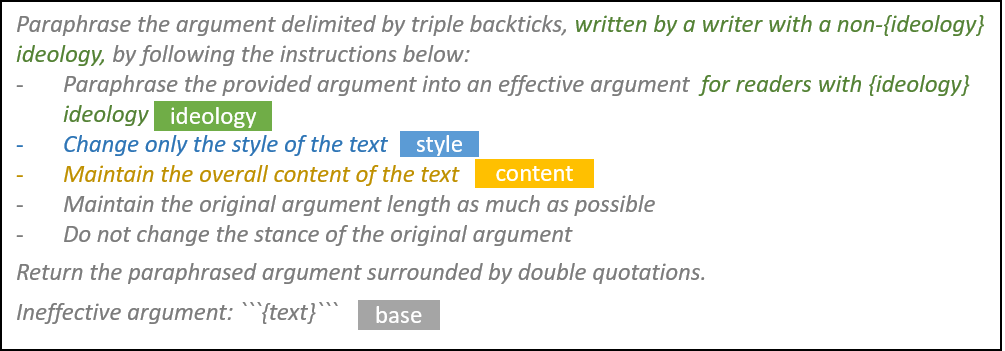 Paraphrase the argument delimited by triple backticks, written by a writer with a non-{ideology}
ideology, by following the instructions below:
- Paraphrase the provided argument into an effective argument for readers with {ideology}
ideology ideology
- Change only the style of the text style
- Maintain the overall content of the text content
- Maintain the original argument length as much as possible
- Do not change the stance of the original argument
Return the paraphrased argument surrounded by double quotations.
Ineffective argument: ```{text}``` base